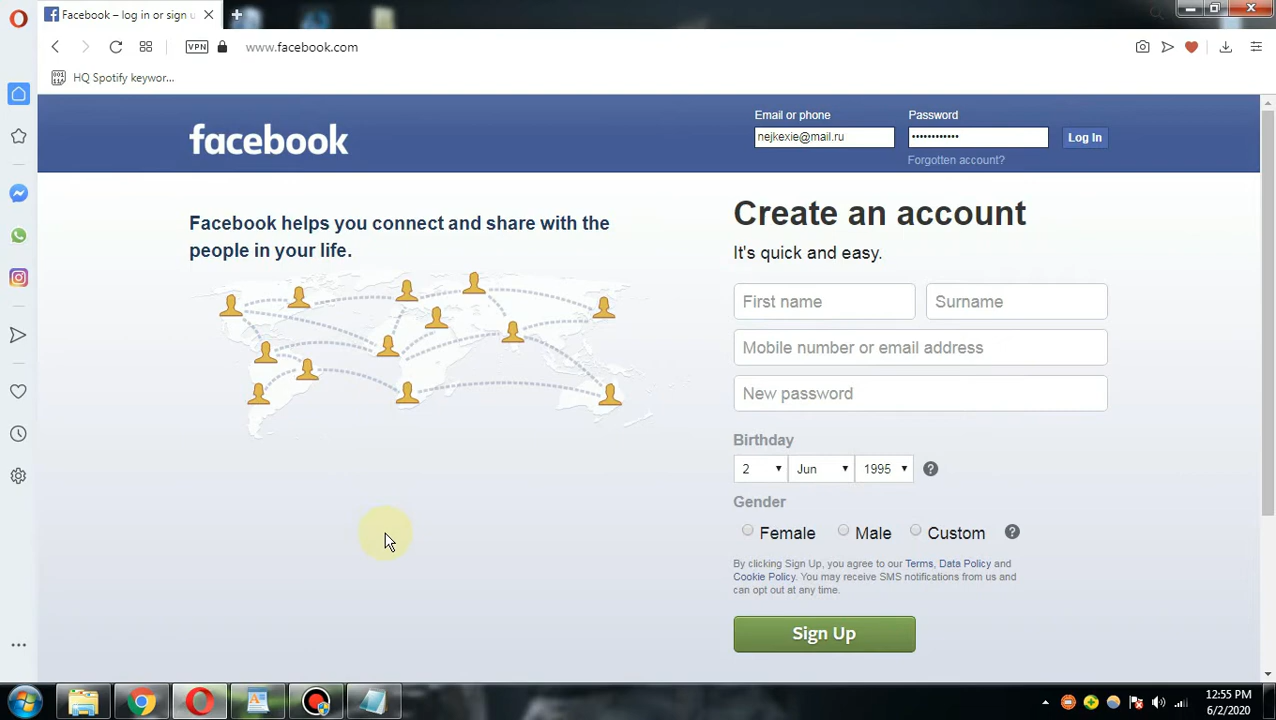 Facebook – log in or sign u
VPN
www.facebook.com
HQ Spotify keywor...
facebook
Email or phone
Password
nejkexie@mail.ru
••••••••••••
Log In
Forgotten account?
Facebook helps you connect and share with the
people in your life.
Create an account
It's quick and easy.
First name
Surname
Mobile number or email address
New password
Birthday
2
Jun
1995
?
Gender
Female
Male
Custom
?
By clicking Sign Up, you agree to our Terms, Data Policy and
Cookie Policy. You may receive SMS notifications from us and
can opt out at any time.
Sign Up
12:55 PM
6/2/2020